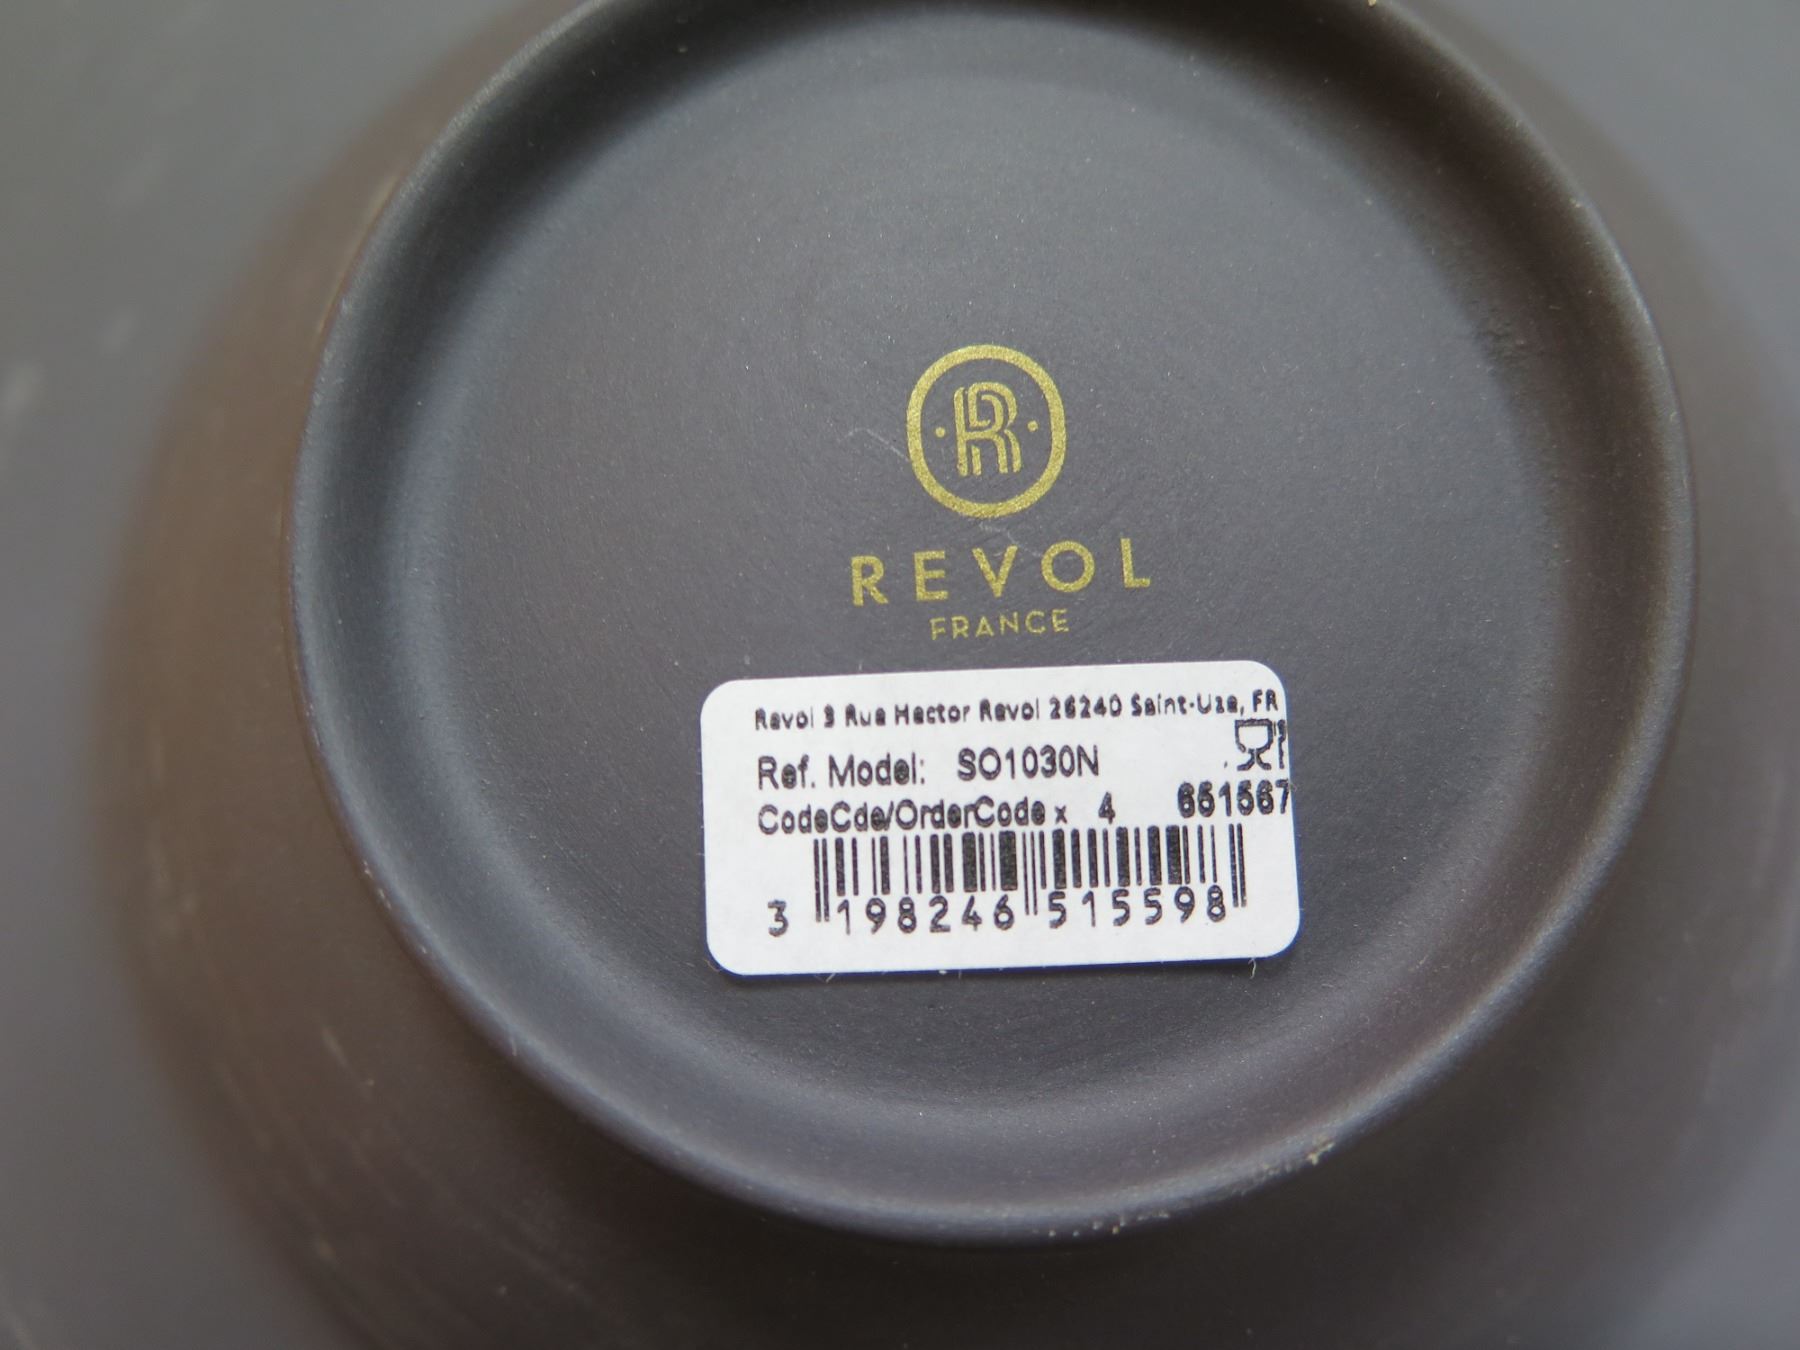 R
REVOL
FRANCE
Revol 3 Rue Hector Revol 26240 Saint-Uze, FR
Ref. Model: SO1030N
CodeCde/OrderCode x 4 651567
3 198246 515598